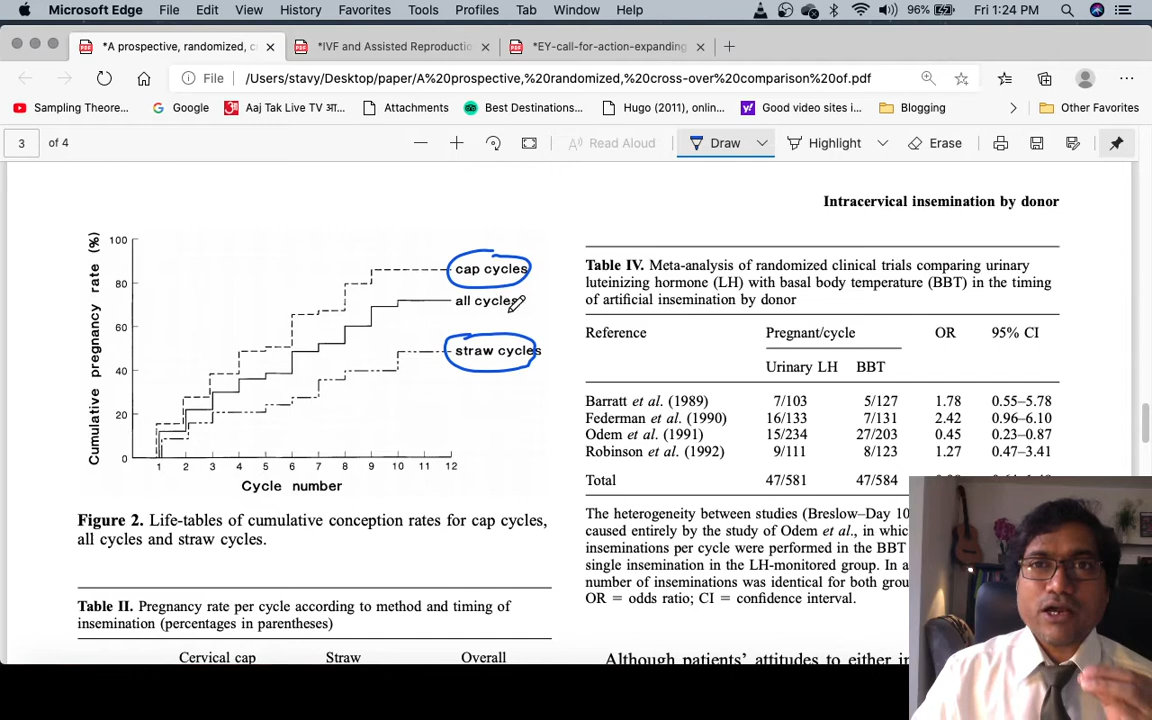 Microsoft Edge File Edit View History Favorites Tools Profiles Tab Window Help 96% Fri 1:24 PM
*A prospective, randomized, c *IVF and Assisted Reproductio *EY-call-for-action-expanding
File /Users/stavy/Desktop/paper/A%20prospective,%20randomized,%20cross-over%20comparison%20of.pdf
Sampling Theore... Google Aaj Tak Live TV आ... Attachments Best Destinations... Hugo (2011), onlin... Good video sites i... Blogging Other Favorites
3 of 4 Read Aloud Draw Highlight Erase
Intracervical insemination by donor
Cumulative pregnancy rate (%)
100
80
60
40
20
0
1 2 3 4 5 6 7 8 9 10 11 12
Cycle number
cap cycles
all cycles
straw cycles
Figure 2. Life-tables of cumulative conception rates for cap cycles,
all cycles and straw cycles.
Table II. Pregnancy rate per cycle according to method and timing of
insemination (percentages in parentheses)
Cervical cap Straw Overall
Table IV. Meta-analysis of randomized clinical trials comparing urinary
luteinizing hormone (LH) with basal body temperature (BBT) in the timing
of artificial insemination by donor
Reference Pregnant/cycle OR 95% CI
Urinary LH BBT
Barratt et al. (1989) 7/103 5/127 1.78 0.55–5.78
Federman et al. (1990) 16/133 7/131 2.42 0.96–6.10
Odem et al. (1991) 15/234 27/203 0.45 0.23–0.87
Robinson et al. (1992) 9/111 8/123 1.27 0.47–3.41
Total 47/581 47/584
The heterogeneity between studies (Breslow–Day 10
caused entirely by the study of Odem et al., in whic
inseminations per cycle were performed in the BBT
single insemination in the LH-monitored group. In a
number of inseminations was identical for both grou
OR = odds ratio; CI = confidence interval.
Although patients' attitudes to either in